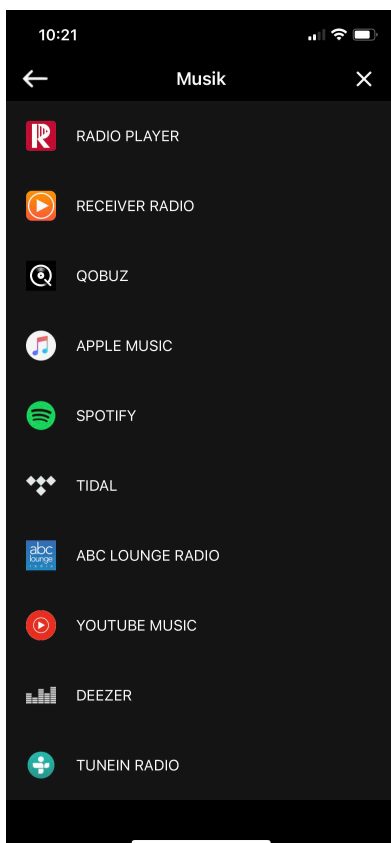 10:21
Musik
RADIO PLAYER
RECEIVER RADIO
QOBUZ
APPLE MUSIC
SPOTIFY
TIDAL
abc
lounge
radio
ABC LOUNGE RADIO
YOUTUBE MUSIC
DEEZER
TUNEIN RADIO